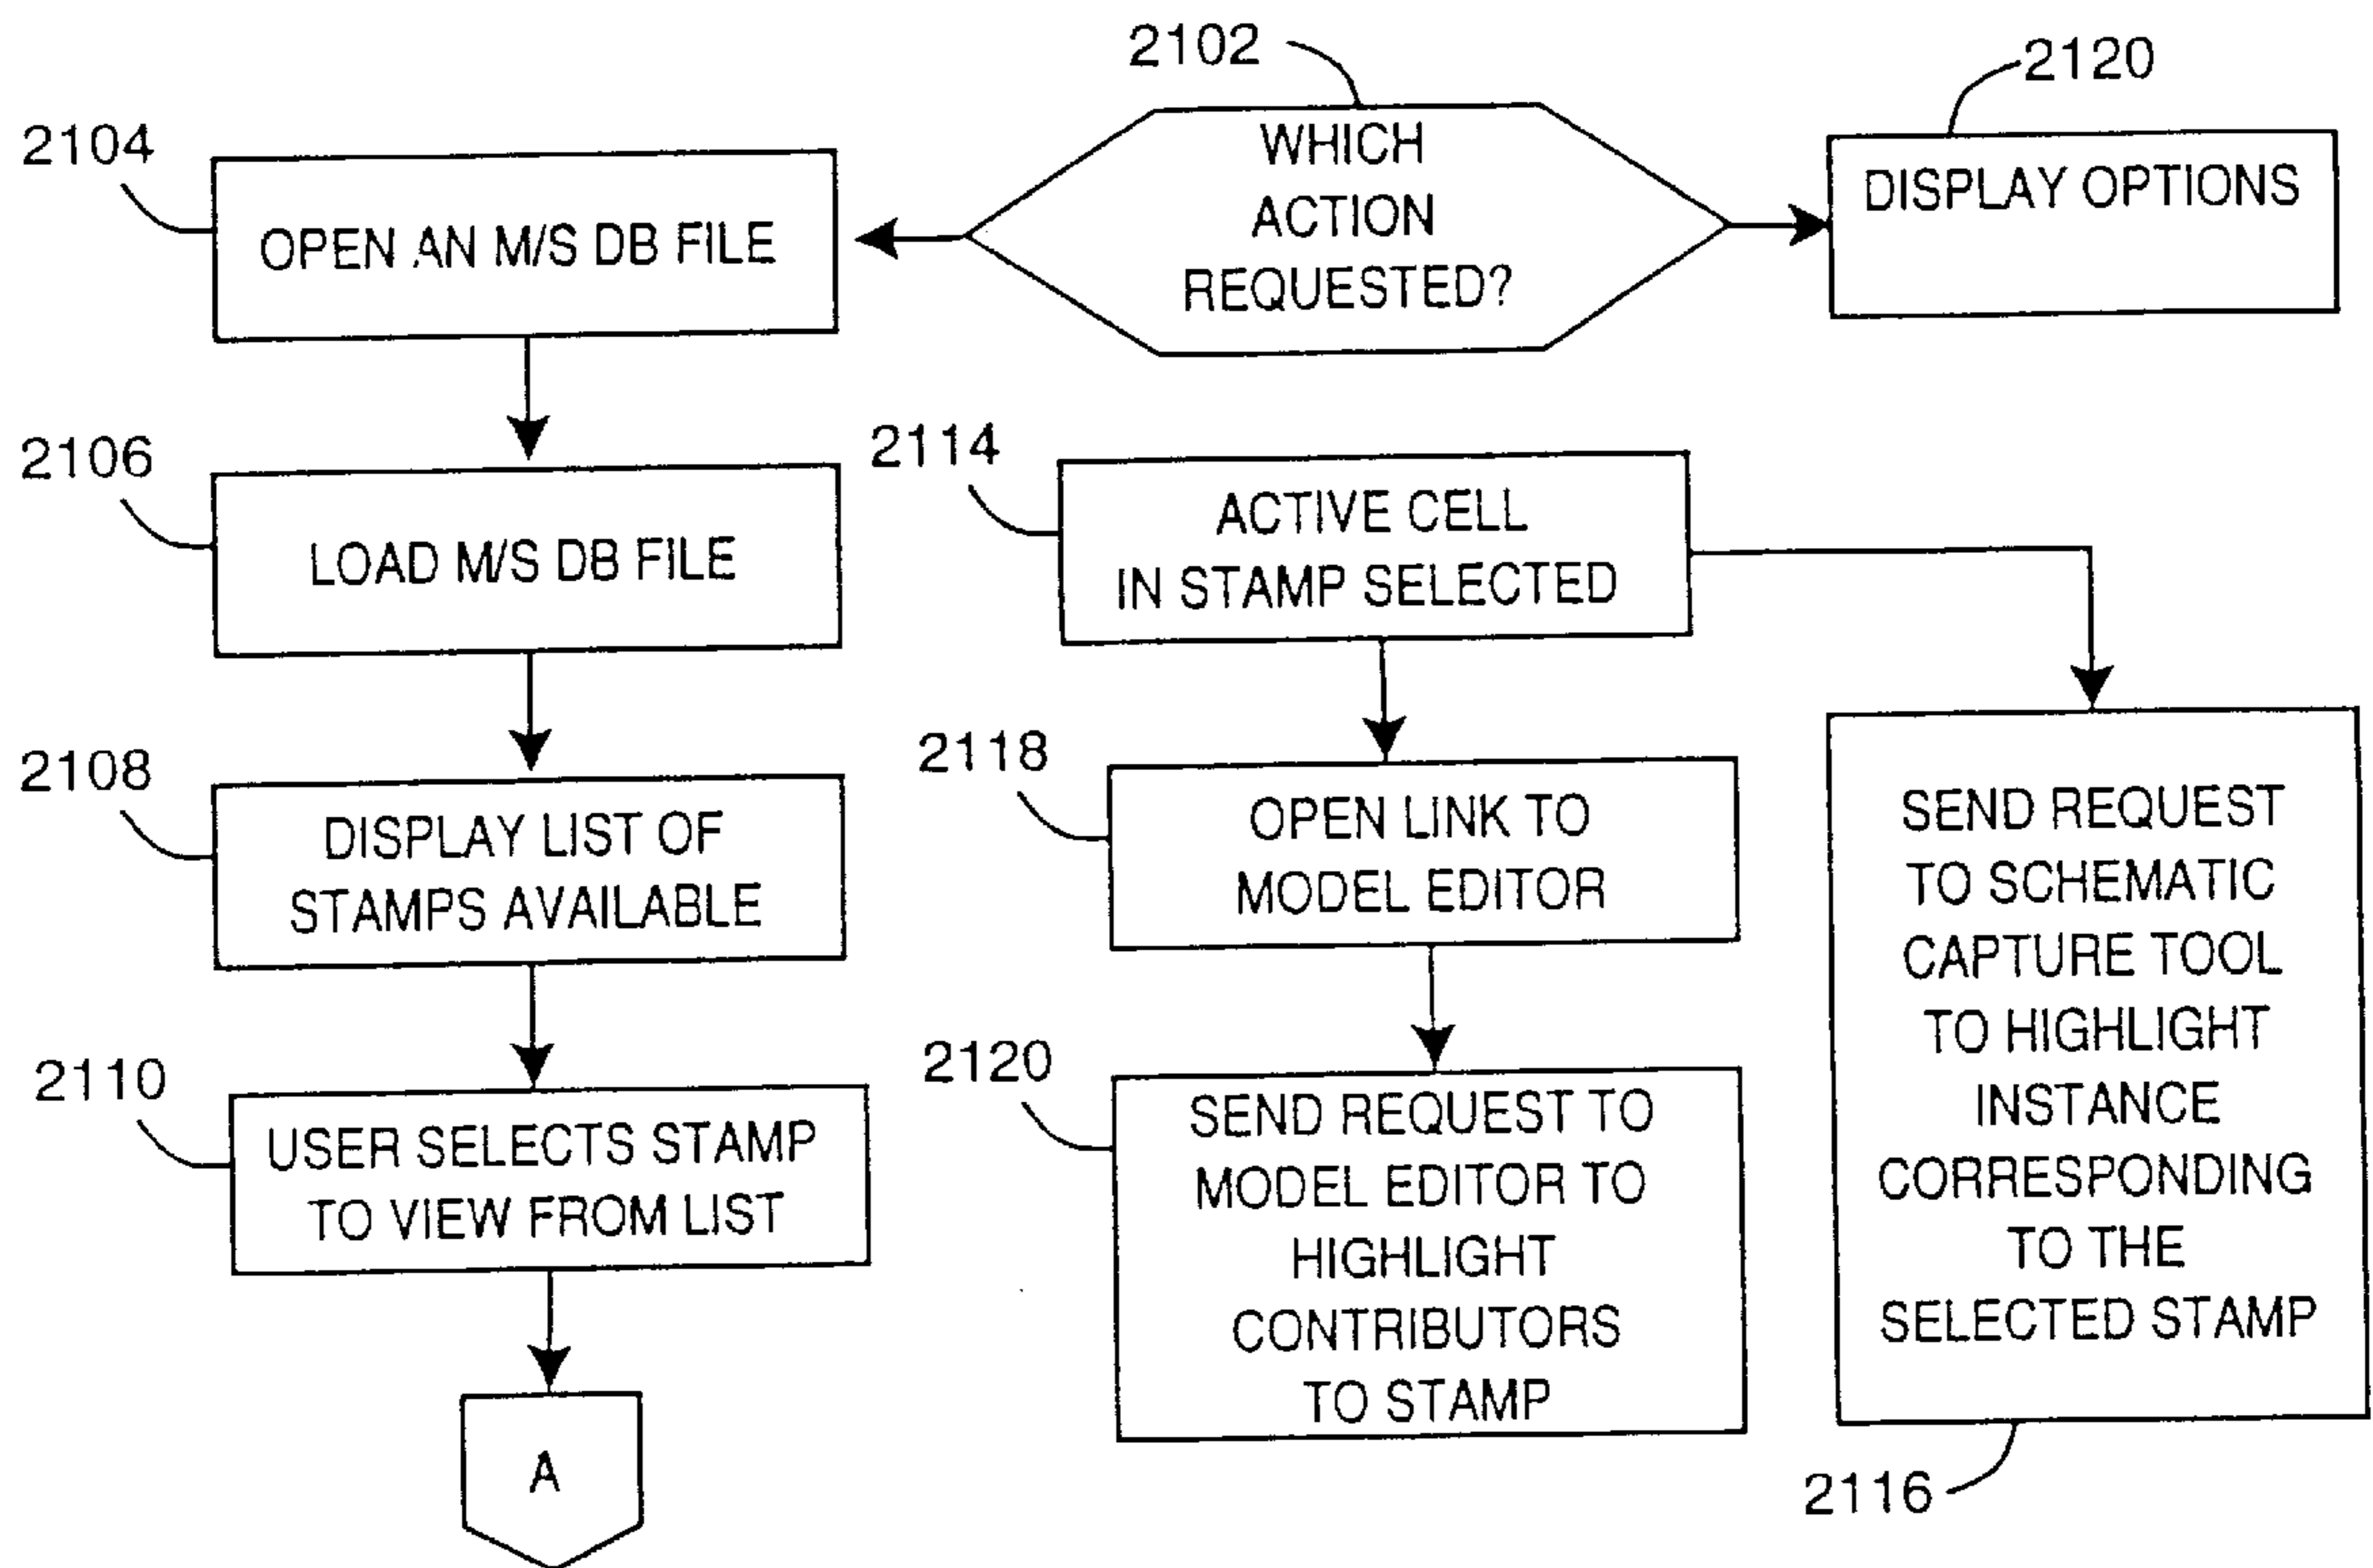 2102
2120
2104
WHICH
ACTION
REQUESTED?
DISPLAY OPTIONS
OPEN AN M/S DB FILE
2106
LOAD M/S DB FILE
2114
ACTIVE CELL
IN STAMP SELECTED
2108
DISPLAY LIST OF
STAMPS AVAILABLE
2118
OPEN LINK TO
MODEL EDITOR
SEND REQUEST
TO SCHEMATIC
CAPTURE TOOL
TO HIGHLIGHT
INSTANCE
CORRESPONDING
TO THE
SELECTED STAMP
2110
USER SELECTS STAMP
TO VIEW FROM LIST
2120
SEND REQUEST TO
MODEL EDITOR TO
HIGHLIGHT
CONTRIBUTORS
TO STAMP
A
2116